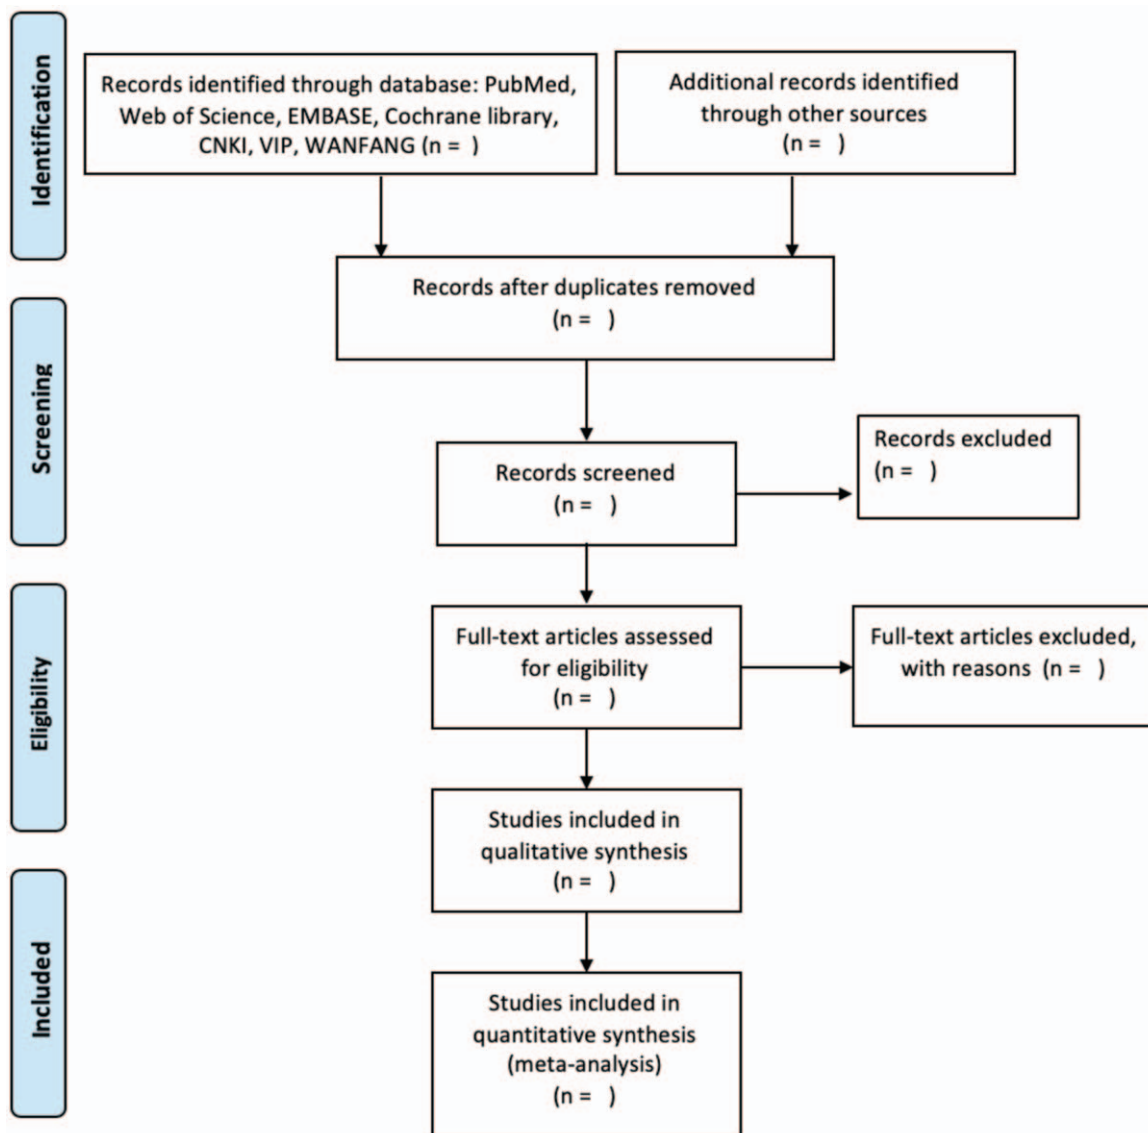 Identification
Records identified through database: PubMed,
Web of Science, EMBASE, Cochrane library,
CNKI, VIP, WANFANG (n =  )
Additional records identified
through other sources
(n =  )
Records after duplicates removed
(n =  )
Screening
Records screened
(n =  )
Records excluded
(n =  )
Eligibility
Full-text articles assessed
for eligibility
(n =  )
Full-text articles excluded,
with reasons (n =  )
Studies included in
qualitative synthesis
(n =  )
Included
Studies included in
quantitative synthesis
(meta-analysis)
(n =  )